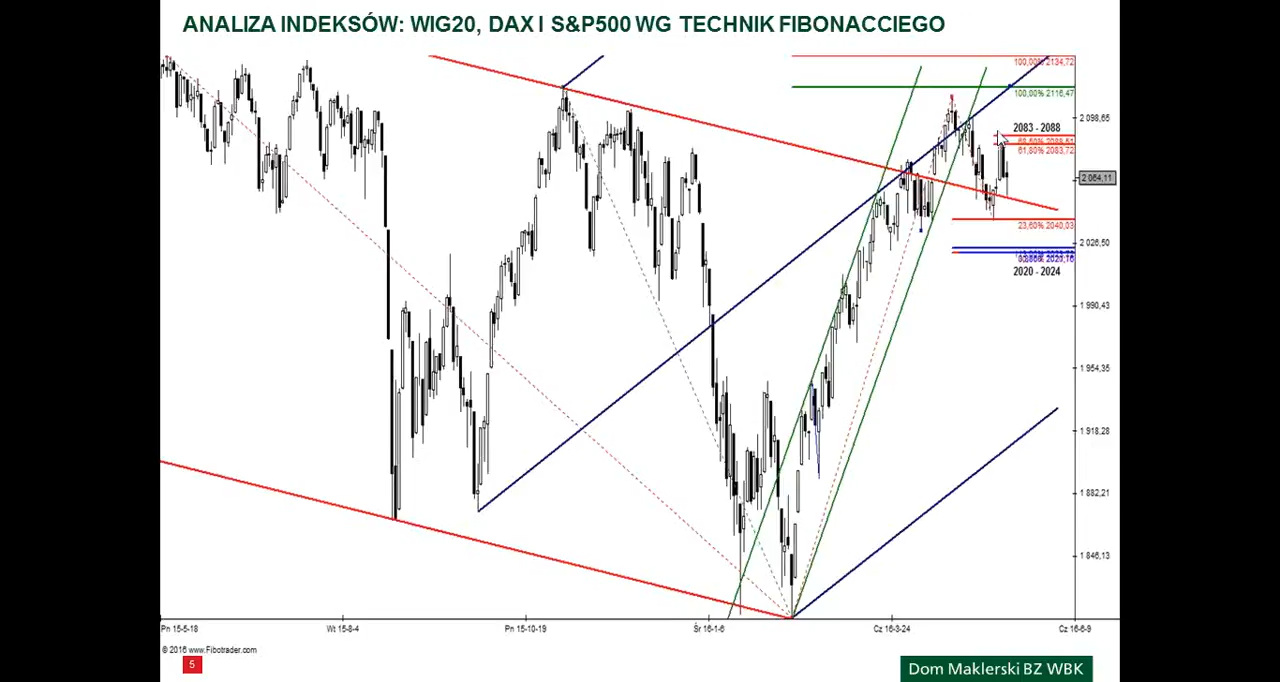 ANALIZA INDEKSÓW: WIG20, DAX I S&P500 WG TECHNIK FIBONACCIEGO
100,00% 2134,72
100,00% 2116,47
2 098,65
2083 - 2088
61,80% 2083,72
2 064,11
23,60% 2040,03
2 026,50
2020 - 2024
1 990,43
1 954,35
1 918,28
1 882,21
1 846,13
Pn 15-5-18 Wt 15-8-4 Pn 15-10-19 Śr 16-1-6 Cz 16-3-24 Cz 16-6-9
© 2016 www.Fibotrader.com
5
Dom Maklerski BZ WBK